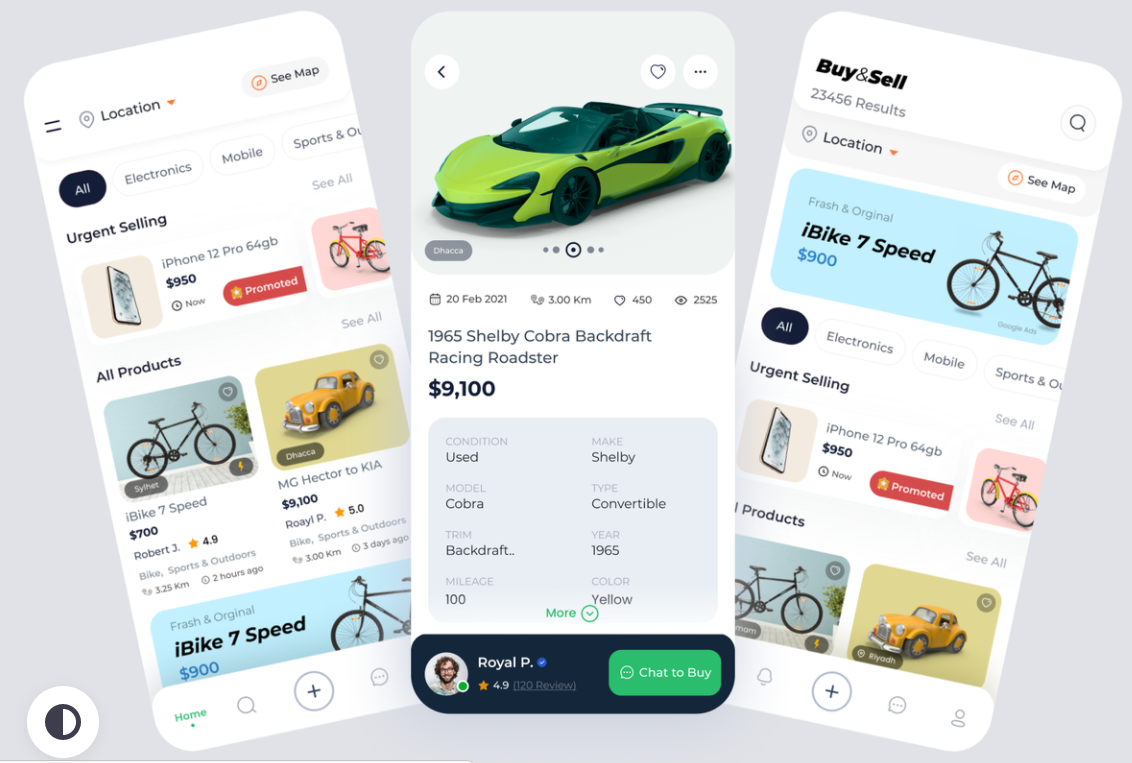 Location
See Map
All
Electronics
Mobile
Sports & Ou
See All
Urgent Selling
iPhone 12 Pro 64gb
$950
Now
Promoted
See All
All Products
Sylhet
iBike 7 Speed
$700
Robert J.
4.9
Bike, Sports & Outdoors
3.25 Km
2 hours ago
Dhacca
MG Hector to KIA
$9,100
Roayl P.
5.0
Bike, Sports & Outdoors
3.00 Km
3 days ago
Frash & Orginal
iBike 7 Speed
$900
Home
Dhacca
20 Feb 2021
3.00 Km
450
2525
1965 Shelby Cobra Backdraft
Racing Roadster
$9,100
CONDITION
Used
MAKE
Shelby
MODEL
Cobra
TYPE
Convertible
TRIM
Backdraft..
YEAR
1965
MILEAGE
100
COLOR
Yellow
More
Royal P.
4.9 (120 Review)
Chat to Buy
Buy&Sell
23456 Results
Location
See Map
Frash & Orginal
iBike 7 Speed
$900
Google Ads
All
Electronics
Mobile
Sports & Ou
Urgent Selling
See All
iPhone 12 Pro 64gb
$950
Now
Promoted
l Products
See All
mam
Riyadh